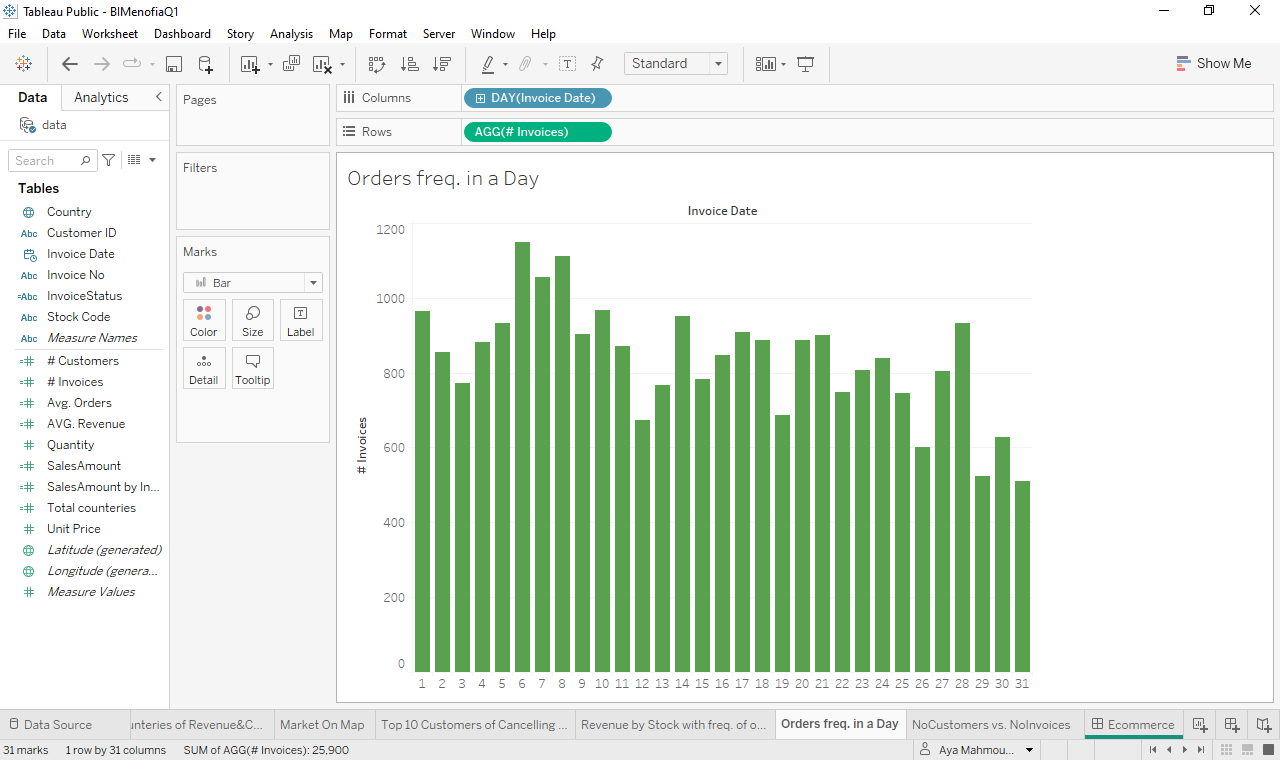 Tableau Public - BIMenofiaQ1
File Data Worksheet Dashboard Story Analysis Map Format Server Window Help
Standard
Show Me
Data Analytics
data
Search
Tables
Country
Abc Customer ID
Invoice Date
Abc Invoice No
=Abc InvoiceStatus
Abc Stock Code
Abc Measure Names
=# # Customers
=# # Invoices
=# Avg. Orders
=# AVG. Revenue
# Quantity
=# SalesAmount
=# SalesAmount by In...
=# Total counteries
# Unit Price
Latitude (generated)
Longitude (genera...
# Measure Values
Pages
Filters
Marks
Bar
Color Size Label
Detail Tooltip
Columns DAY(Invoice Date)
Rows AGG(# Invoices)
Orders freq. in a Day
Invoice Date
# Invoices
1200
1000
800
600
400
200
0
1 2 3 4 5 6 7 8 9 10 11 12 13 14 15 16 17 18 19 20 21 22 23 24 25 26 27 28 29 30 31
Data Source unteries of Revenue&C... Market On Map Top 10 Customers of Cancelling ... Revenue by Stock with freq. of o... Orders freq. in a Day NoCustomers vs. NoInvoices Ecommerce
31 marks 1 row by 31 columns SUM of AGG(# Invoices): 25,900 Aya Mahmou...